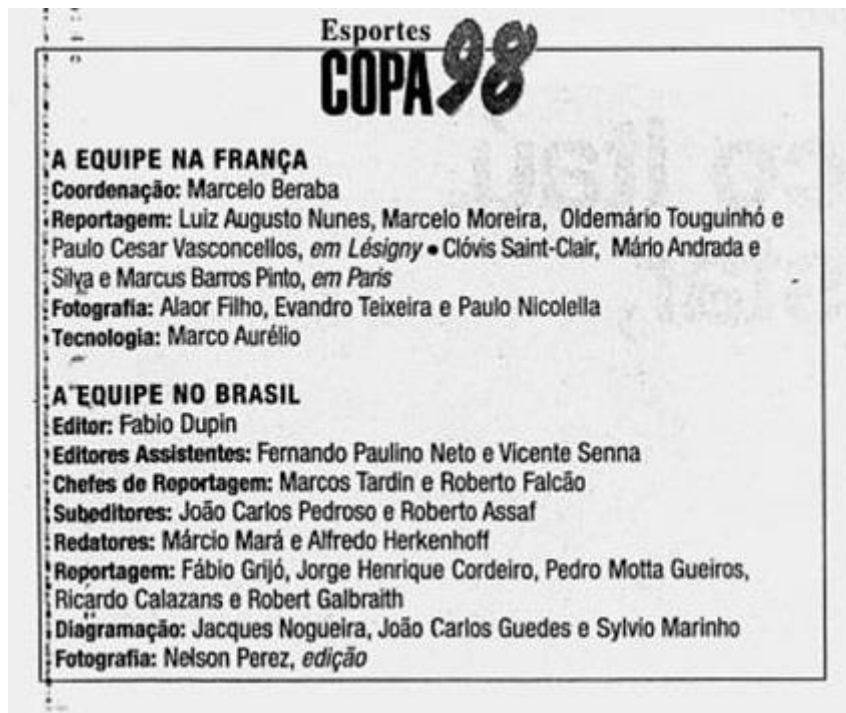 Esportes
COPA 98
A EQUIPE NA FRANÇA
Coordenação: Marcelo Beraba
Reportagem: Luiz Augusto Nunes, Marcelo Moreira, Oldemário Touguinhó e
Paulo Cesar Vasconcellos, em Lésigny • Clóvis Saint-Clair, Mário Andrada e
Silva e Marcus Barros Pinto, em Paris
Fotografia: Alaor Filho, Evandro Teixeira e Paulo Nicolella
Tecnologia: Marco Aurélio
A EQUIPE NO BRASIL
Editor: Fabio Dupin
Editores Assistentes: Fernando Paulino Neto e Vicente Senna
Chefes de Reportagem: Marcos Tardin e Roberto Falcão
Subeditores: João Carlos Pedroso e Roberto Assaf
Redatores: Márcio Mará e Alfredo Herkenhoff
Reportagem: Fábio Grijó, Jorge Henrique Cordeiro, Pedro Motta Gueiros,
Ricardo Calazans e Robert Galbraith
Diagramação: Jacques Nogueira, João Carlos Guedes e Sylvio Marinho
Fotografia: Nelson Perez, edição